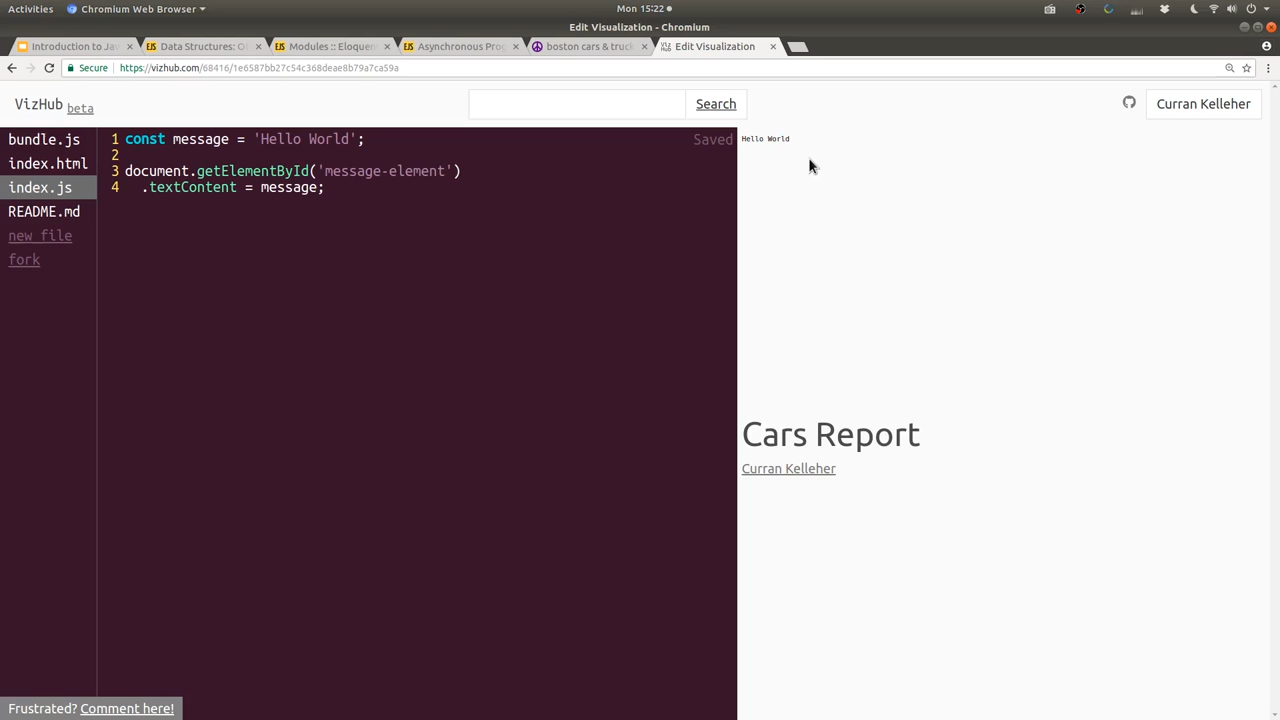 Activities Chromium Web Browser Mon 15:22
Edit Visualization - Chromium
Introduction to Jav Data Structures: O Modules :: Eloquen Asynchronous Prog boston cars & truck Edit Visualization
Secure https://vizhub.com/68416/1e6587bb27c54c368deae8b79a7ca59a
VizHub beta Search Curran Kelleher
bundle.js
index.html
index.js
README.md
new file
fork
1 const message = 'Hello World'; Saved
2
3 document.getElementById('message-element')
4 .textContent = message;
Hello World
Cars Report
Curran Kelleher
Frustrated? Comment here!